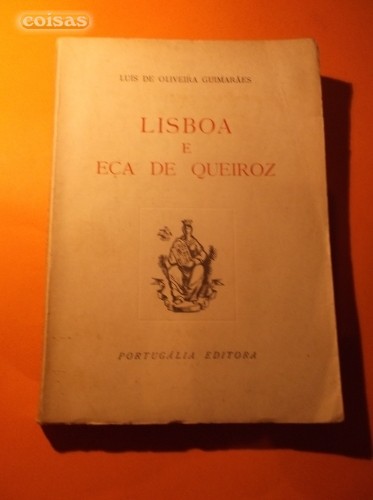 coisas
LUIS DE OLIVEIRA GUIMARÃES
LISBOA
E
EÇA DE QUEIROZ
PORTUGÁLIA EDITORA